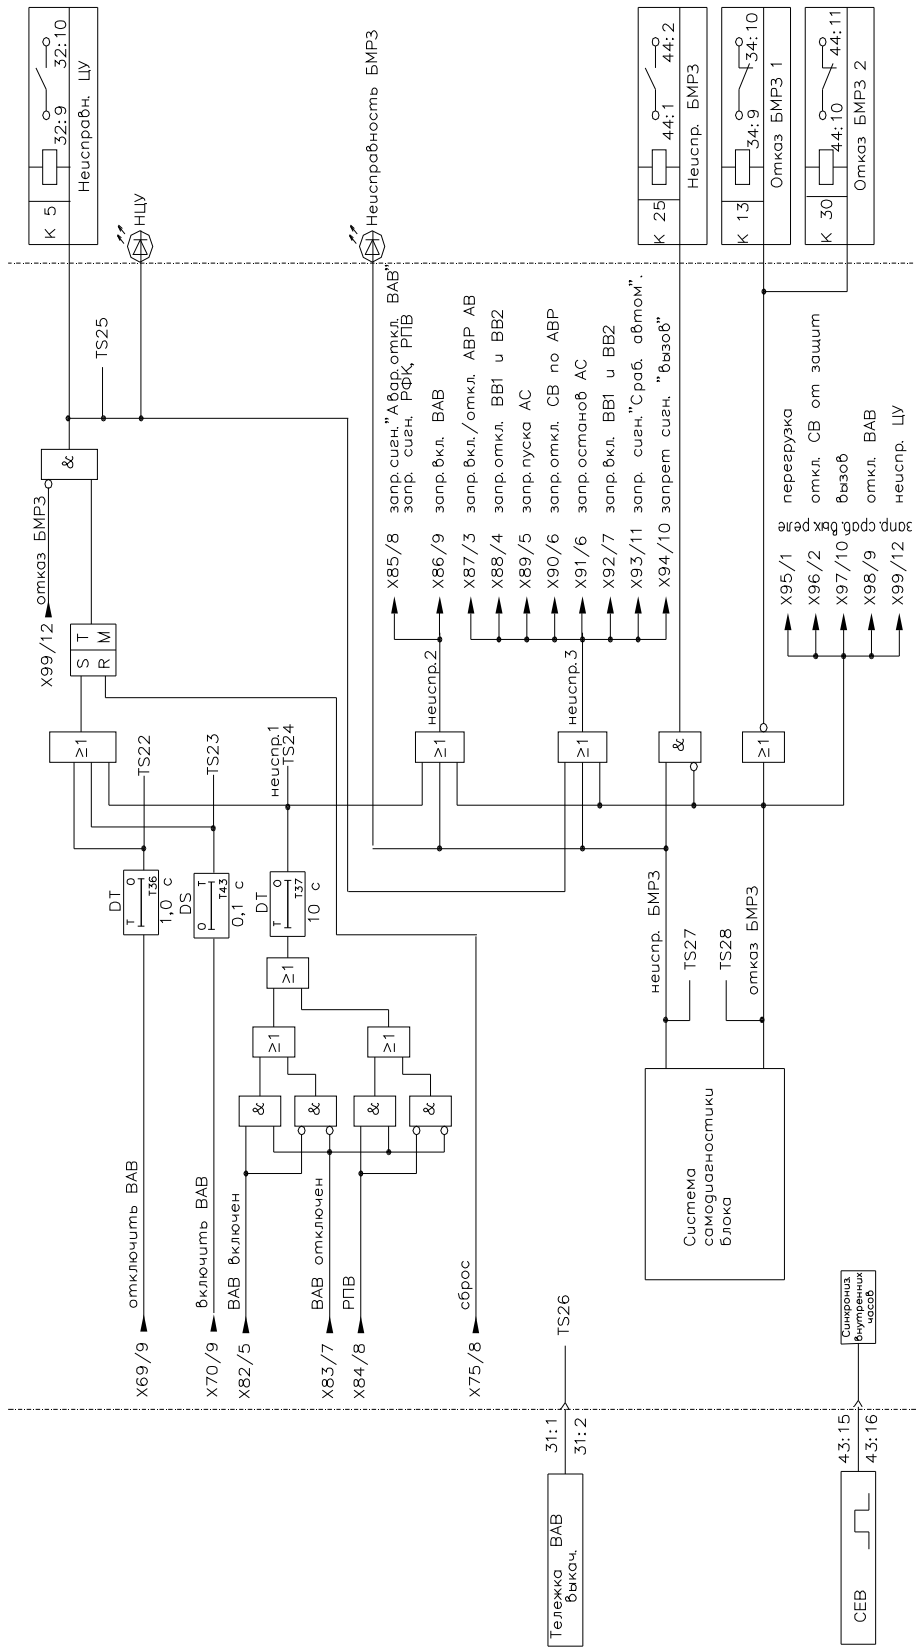 К 5
32:9
32:10
Неисправн. ЦУ
НЦУ
Неисправность БМРЗ
К 25
44:1
44:2
Неиспр. БМРЗ
К 13
34:9
34:10
Отказ БМРЗ 1
К 30
44:10
44:11
Отказ БМРЗ 2
TS25
&
отказ БМРЗ
X99/12
S T
R M
≥1
TS22
TS23
неиспр.1
TS24
DT
T O
T36
1,0 с
DS
O T
T43
0,1 с
DT
T O
T37
10 с
≥1
≥1
≥1
&
&
&
&
отключить ВАВ
X69/9
включить ВАВ
X70/9
ВАВ включен
X82/5
ВАВ отключен
X83/7
РПВ
X84/8
сброс
X75/8
неиспр.2
≥1
неиспр.3
≥1
&
≥1
X85/8 запр.сигн."Авар.откл. ВАВ"
запр. сигн. РФК, РПВ
X86/9 запр.вкл. ВАВ
X87/3 запр.вкл./откл. АВР АВ
X88/4 запр.откл. ВВ1 и ВВ2
X89/5 запр.пуска АС
X90/6 запр.откл. СВ по АВР
X91/6 запр.останов АС
X92/7 запр.вкл. ВВ1 и ВВ2
X93/11 запр. сигн."Сраб. автом".
X94/10 запрет сигн. "вызов"
X95/1 перегрузка
X96/2 откл. СВ от защит
X97/10 вызов
X98/9 откл. ВАВ
X99/12 неиспр. ЦУ
запр.сраб.вых реле
неиспр. БМРЗ
TS27
TS28
отказ БМРЗ
Система
самодиагностики
блока
TS26
31:1
31:2
Тележка ВАВ
выкач.
Синхрониз.
внутренних
часов
43:15
43:16
СЕВ